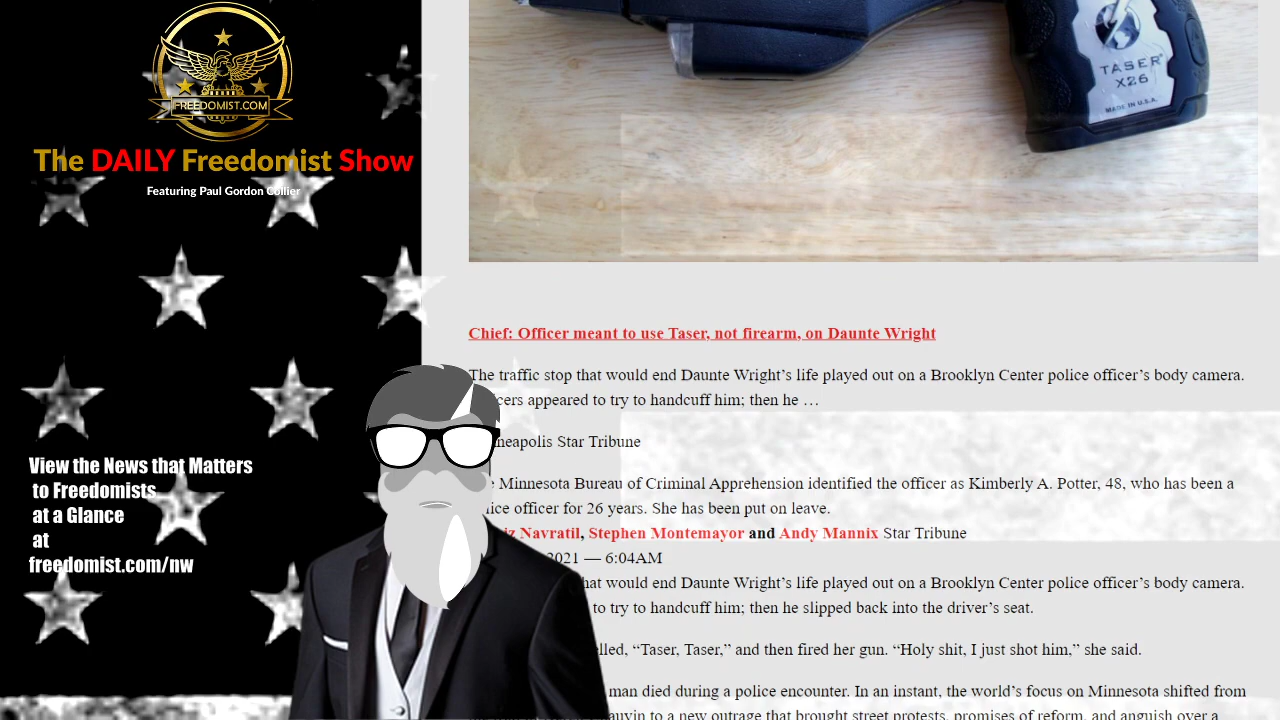 FREEDOMIST.COM
The DAILY Freedomist Show
Featuring Paul Gordon Collier
View the News that Matters
to Freedomists
at a Glance
at
freedomist.com/nw
TASER
X26
MADE IN U.S.A.
Chief: Officer meant to use Taser, not firearm, on Daunte Wright
The traffic stop that would end Daunte Wright’s life played out on a Brooklyn Center police officer’s body camera.
cers appeared to try to handcuff him; then he …
neapolis Star Tribune
Minnesota Bureau of Criminal Apprehension identified the officer as Kimberly A. Potter, 48, who has been a
ice officer for 26 years. She has been put on leave.
iz Navratil, Stephen Montemayor and Andy Mannix Star Tribune
2021 — 6:04AM
hat would end Daunte Wright’s life played out on a Brooklyn Center police officer’s body camera.
to try to handcuff him; then he slipped back into the driver’s seat.
elled, “Taser, Taser,” and then fired her gun. “Holy shit, I just shot him,” she said.
man died during a police encounter. In an instant, the world’s focus on Minnesota shifted from
auvin to a new outrage that brought street protests, promises of reform, and anguish over a